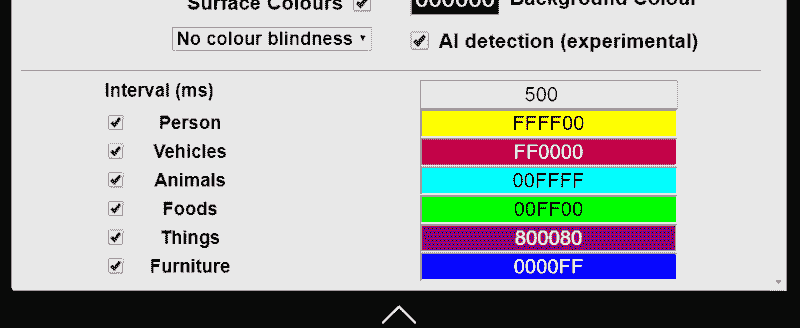 Surface Colours
000000 Background Colour
No colour blindness
AI detection (experimental)
Interval (ms) 500
Person FFFF00
Vehicles FF0000
Animals 00FFFF
Foods 00FF00
Things 800080
Furniture 0000FF